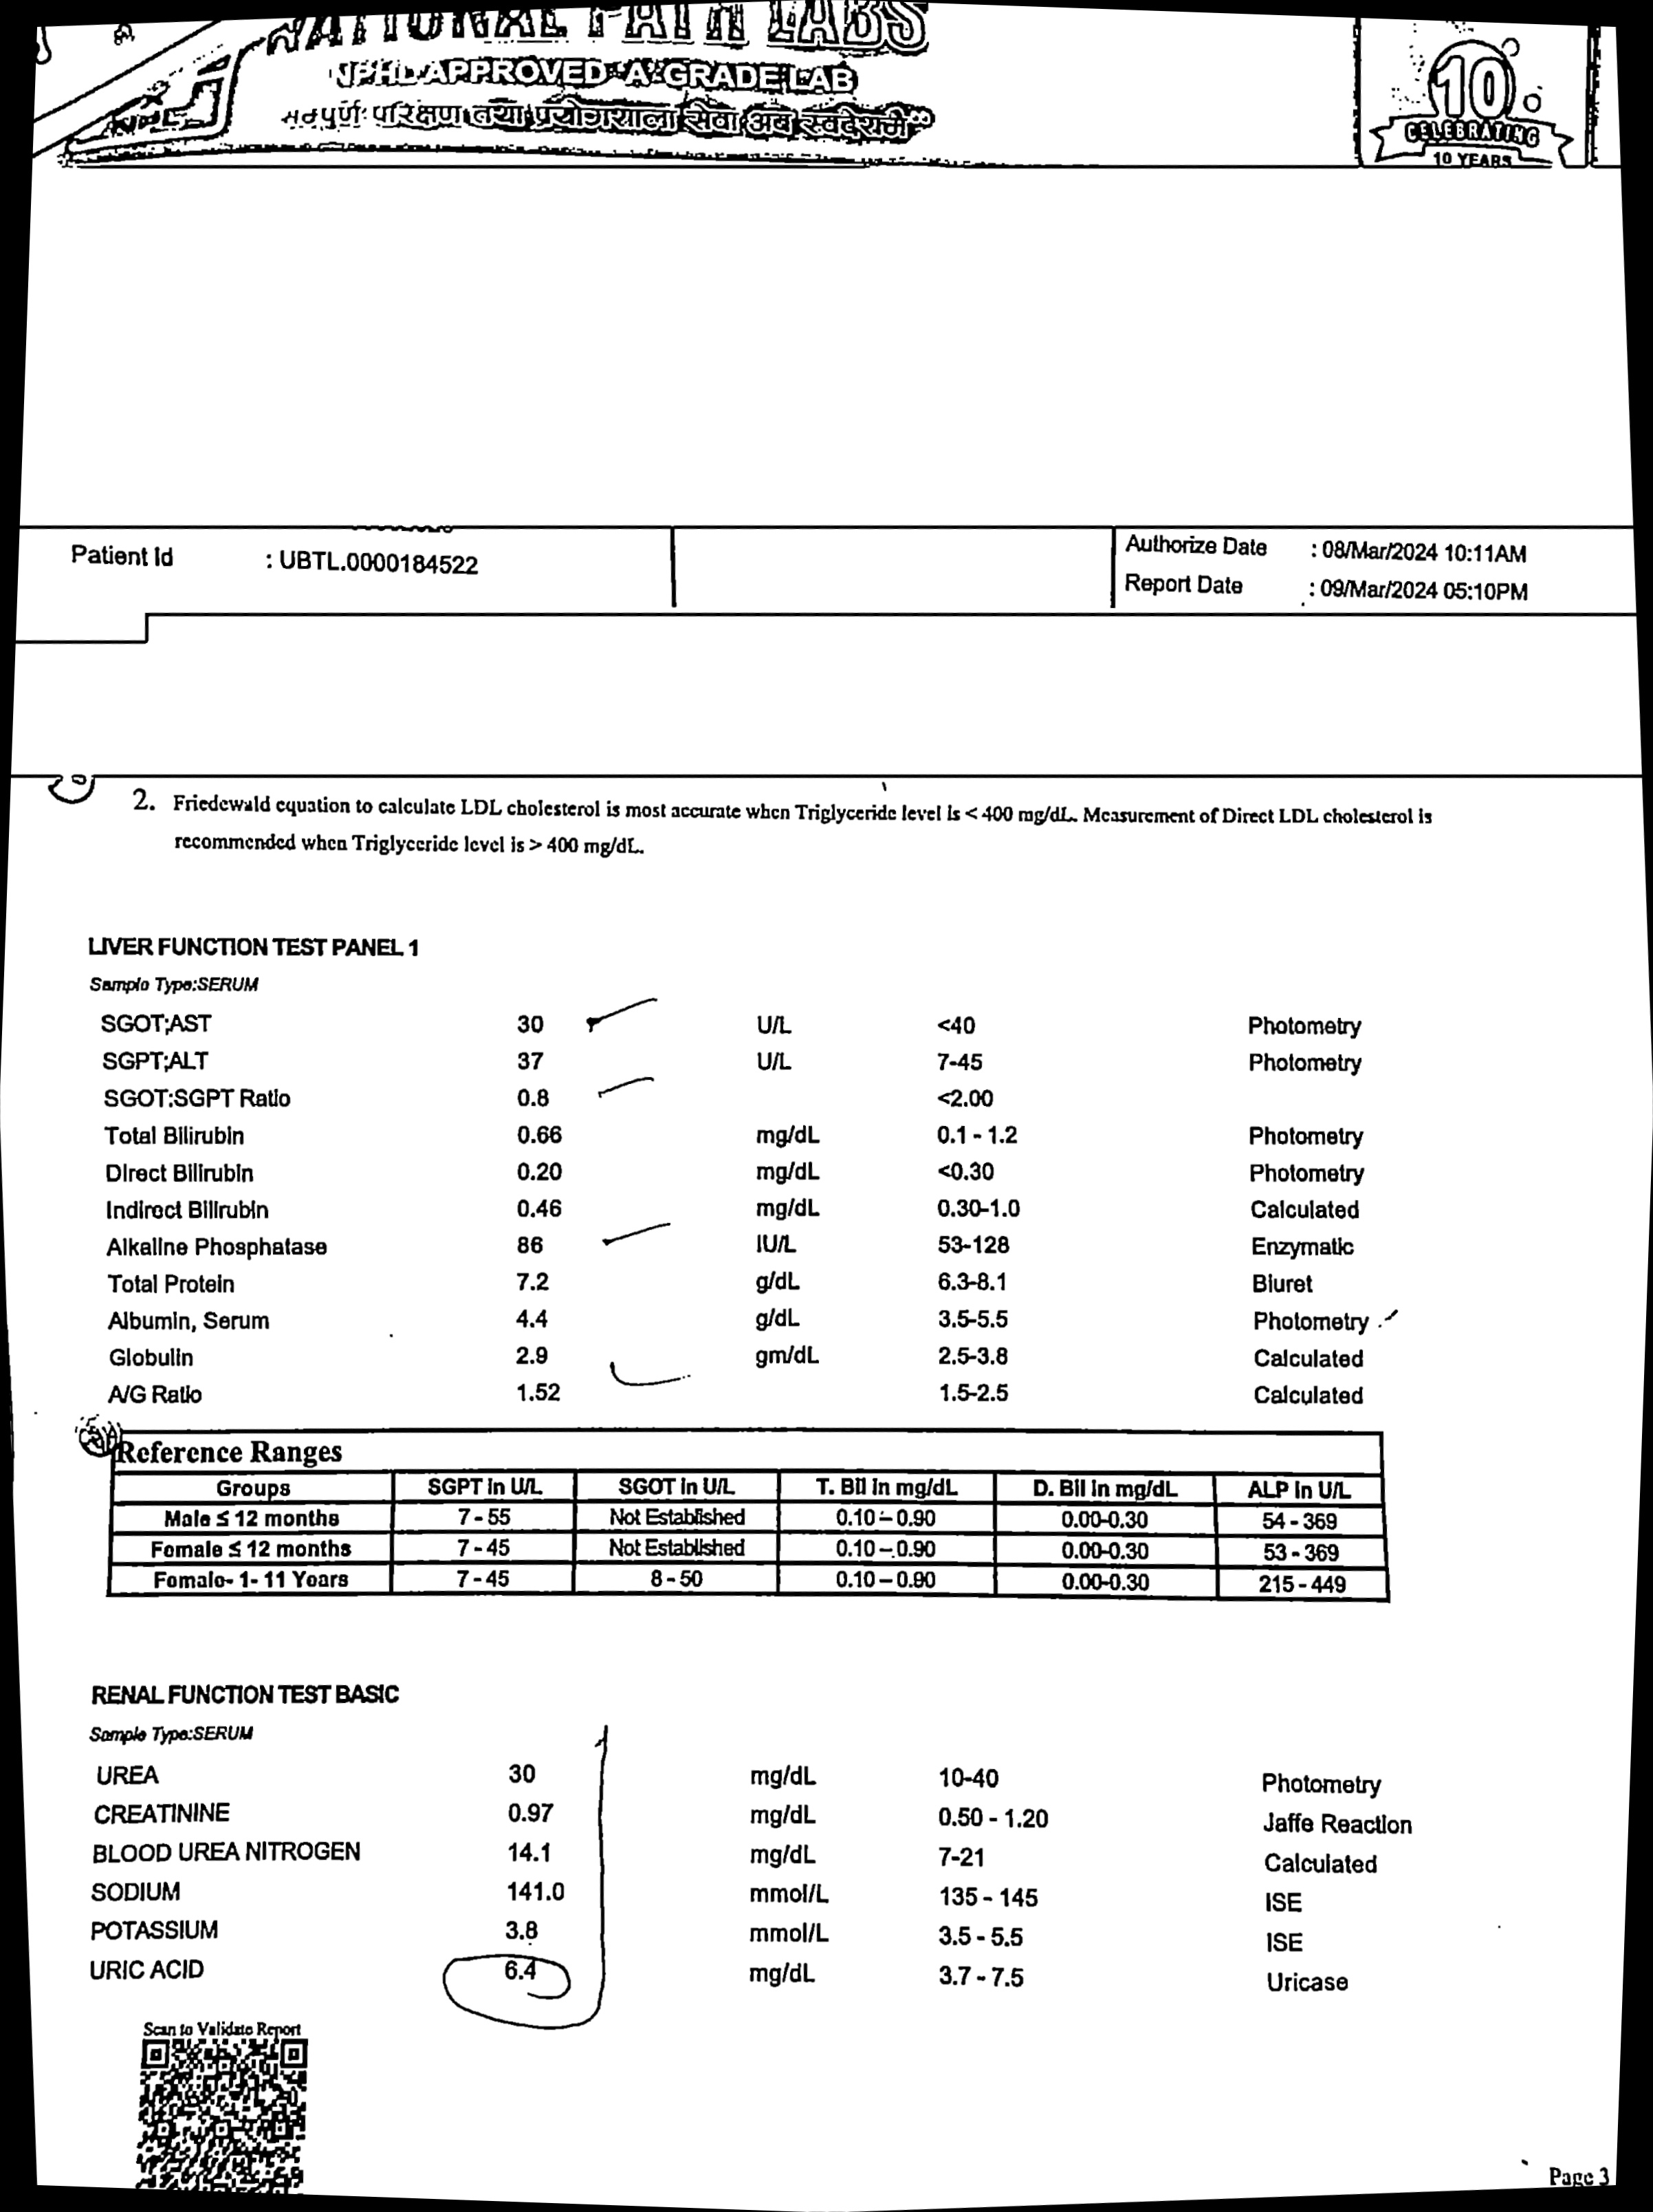 NATIONAL PATH LABS
NPHL APPROVED 'A' GRADE LAB
परिक्षण तथा प्रयोगशाला सेवा अब स्वदेशमै
NPL
10
CELEBRATING
10 YEARS
Patient Id : UBTL.0000184522
Authorize Date : 08/Mar/2024 10:11AM
Report Date : 09/Mar/2024 05:10PM
2. Friedewald equation to calculate LDL cholesterol is most accurate when Triglyceride level is < 400 mg/dL. Measurement of Direct LDL cholesterol is
recommended when Triglyceride level is > 400 mg/dL.
LIVER FUNCTION TEST PANEL 1
Sample Type:SERUM
SGOT;AST 30 U/L <40 Photometry
SGPT;ALT 37 U/L 7-45 Photometry
SGOT:SGPT Ratio 0.8 <2.00
Total Bilirubin 0.66 mg/dL 0.1 - 1.2 Photometry
Direct Bilirubin 0.20 mg/dL <0.30 Photometry
Indirect Bilirubin 0.46 mg/dL 0.30-1.0 Calculated
Alkaline Phosphatase 86 IU/L 53-128 Enzymatic
Total Protein 7.2 g/dL 6.3-8.1 Biuret
Albumin, Serum 4.4 g/dL 3.5-5.5 Photometry
Globulin 2.9 gm/dL 2.5-3.8 Calculated
A/G Ratio 1.52 1.5-2.5 Calculated
Reference Ranges
Groups SGPT in U/L SGOT in U/L T. Bil in mg/dL D. Bil in mg/dL ALP in U/L
Male ≤ 12 months 7 - 55 Not Established 0.10 – 0.90 0.00-0.30 54 - 369
Female ≤ 12 months 7 - 45 Not Established 0.10 – 0.90 0.00-0.30 53 - 369
Female- 1- 11 Years 7 - 45 8 - 50 0.10 – 0.90 0.00-0.30 215 - 449
RENAL FUNCTION TEST BASIC
Sample Type:SERUM
UREA 30 mg/dL 10-40 Photometry
CREATININE 0.97 mg/dL 0.50 - 1.20 Jaffe Reaction
BLOOD UREA NITROGEN 14.1 mg/dL 7-21 Calculated
SODIUM 141.0 mmol/L 135 - 145 ISE
POTASSIUM 3.8 mmol/L 3.5 - 5.5 ISE
URIC ACID 6.4 mg/dL 3.7 - 7.5 Uricase
Scan to Validate Report
Page 3